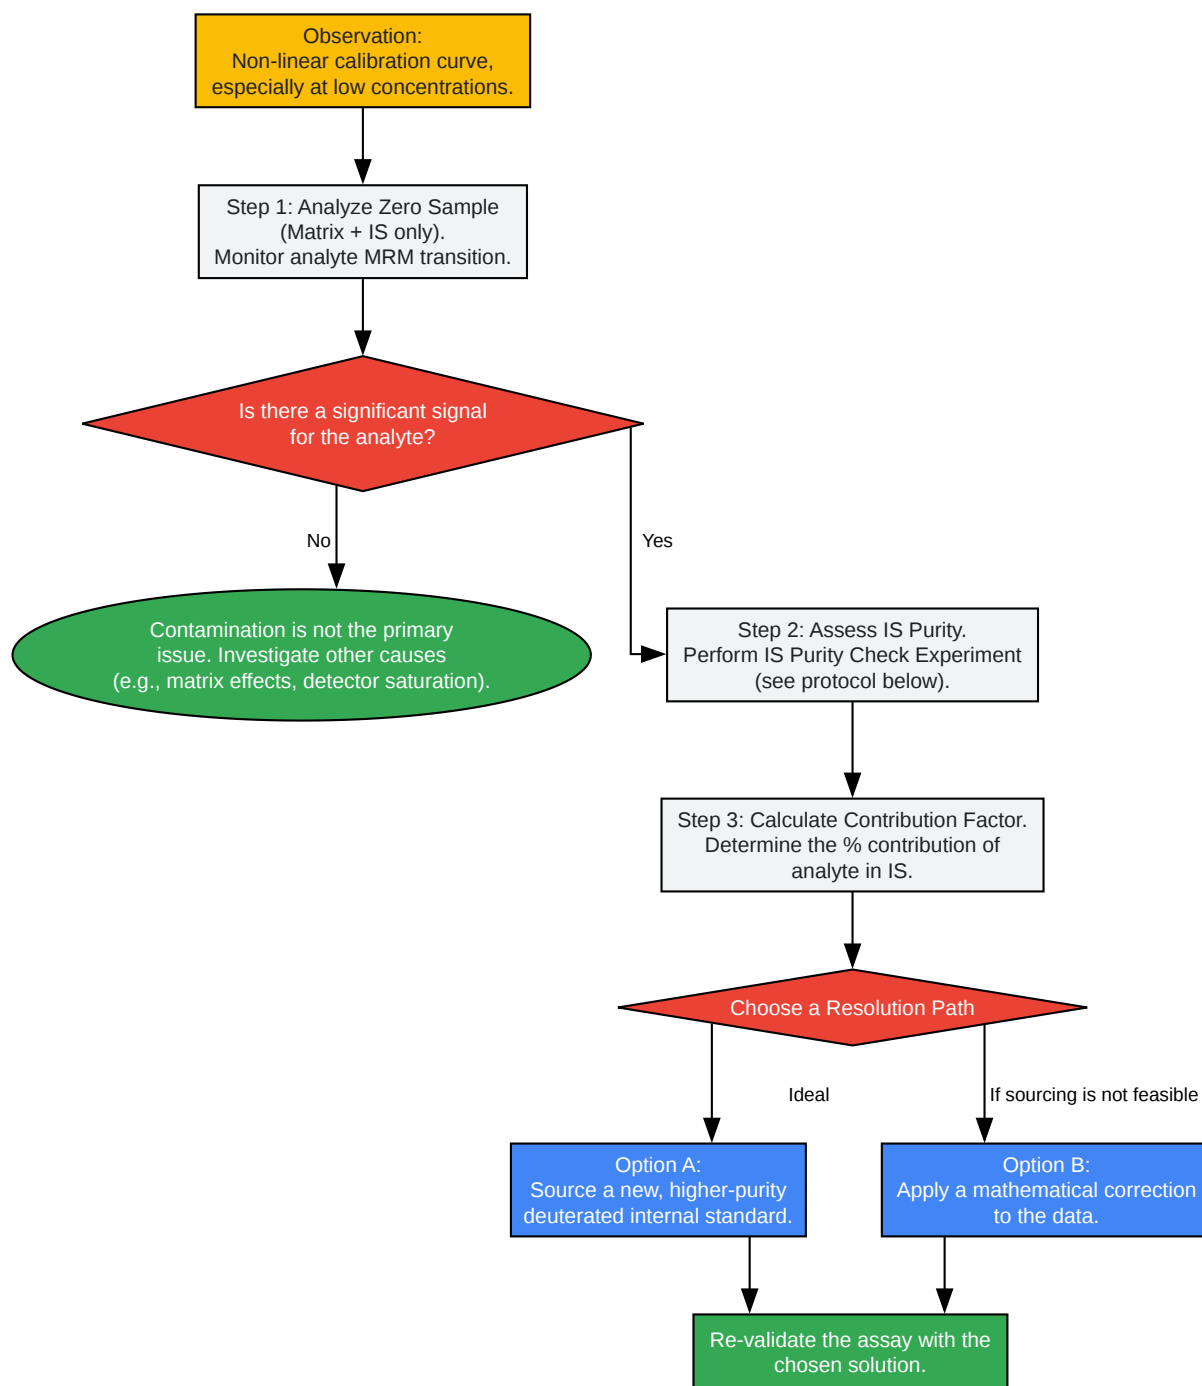 Observation:
Non-linear calibration curve,
especially at low concentrations.
Step 1: Analyze Zero Sample
(Matrix + IS only).
Monitor analyte MRM transition.
Is there a significant signal
for the analyte?
No
Yes
Contamination is not the primary
issue. Investigate other causes
(e.g., matrix effects, detector saturation).
Step 2: Assess IS Purity.
Perform IS Purity Check Experiment
(see protocol below).
Step 3: Calculate Contribution Factor.
Determine the % contribution of
analyte in IS.
Choose a Resolution Path
Ideal
If sourcing is not feasible
Option A:
Source a new, higher-purity
deuterated internal standard.
Option B:
Apply a mathematical correction
to the data.
Re-validate the assay with the
chosen solution.